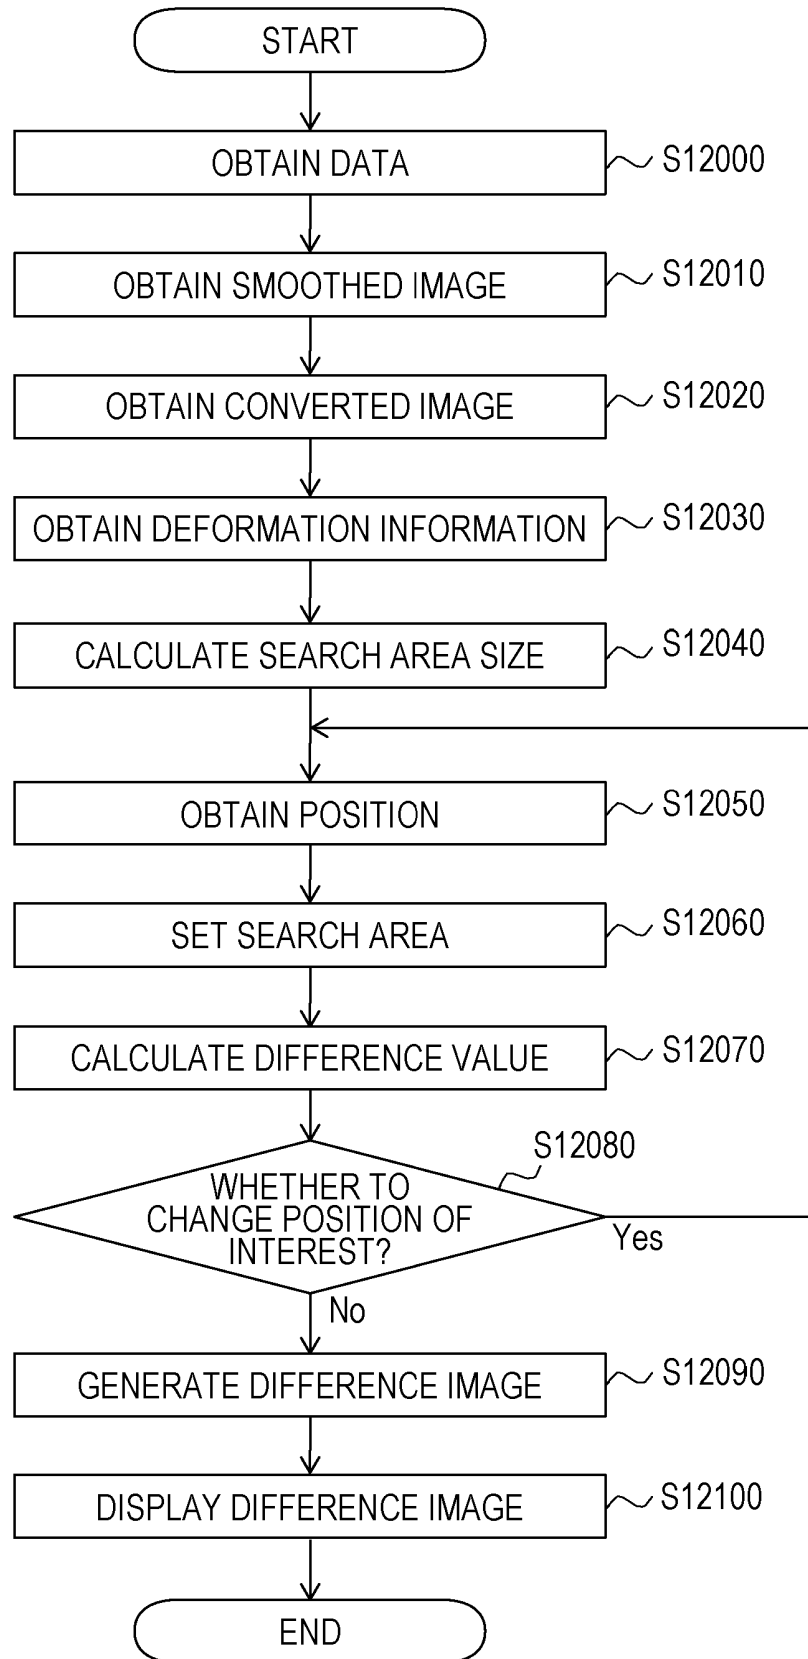 START
OBTAIN DATA S12000
OBTAIN SMOOTHED IMAGE S12010
OBTAIN CONVERTED IMAGE S12020
OBTAIN DEFORMATION INFORMATION S12030
CALCULATE SEARCH AREA SIZE S12040
OBTAIN POSITION S12050
SET SEARCH AREA S12060
CALCULATE DIFFERENCE VALUE S12070
S12080
WHETHER TO
CHANGE POSITION OF
INTEREST?
Yes
No
GENERATE DIFFERENCE IMAGE S12090
DISPLAY DIFFERENCE IMAGE S12100
END